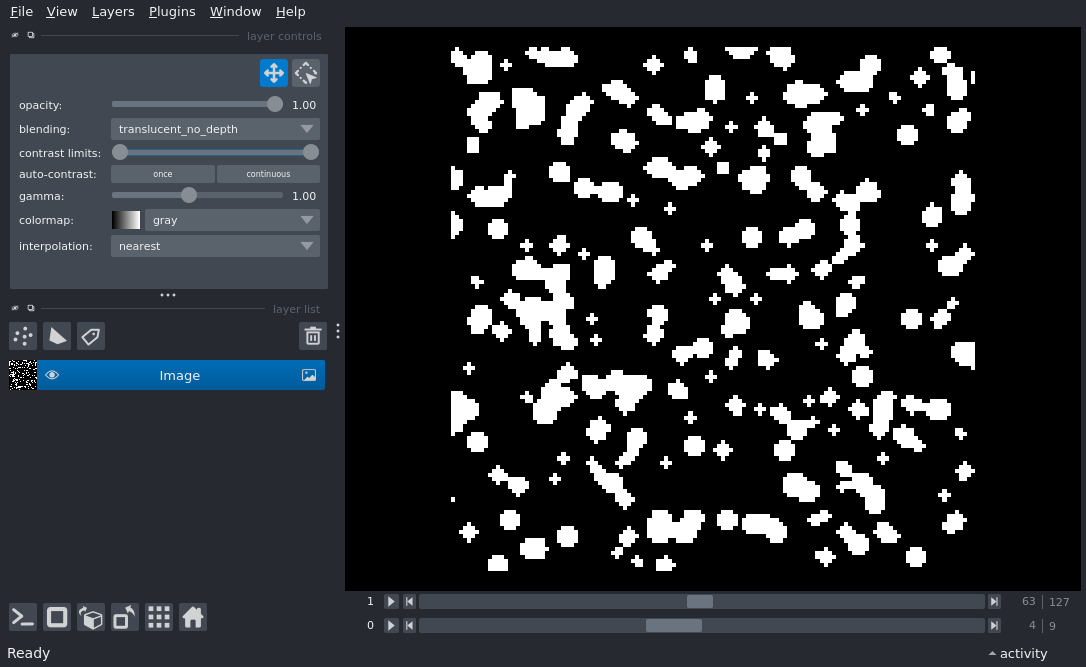 File View Layers Plugins Window Help
layer controls
opacity: 1.00
blending: translucent_no_depth
contrast limits:
auto-contrast: once continuous
gamma: 1.00
colormap: gray
interpolation: nearest
layer list
Image
1 63 127
0 4 9
Ready activity